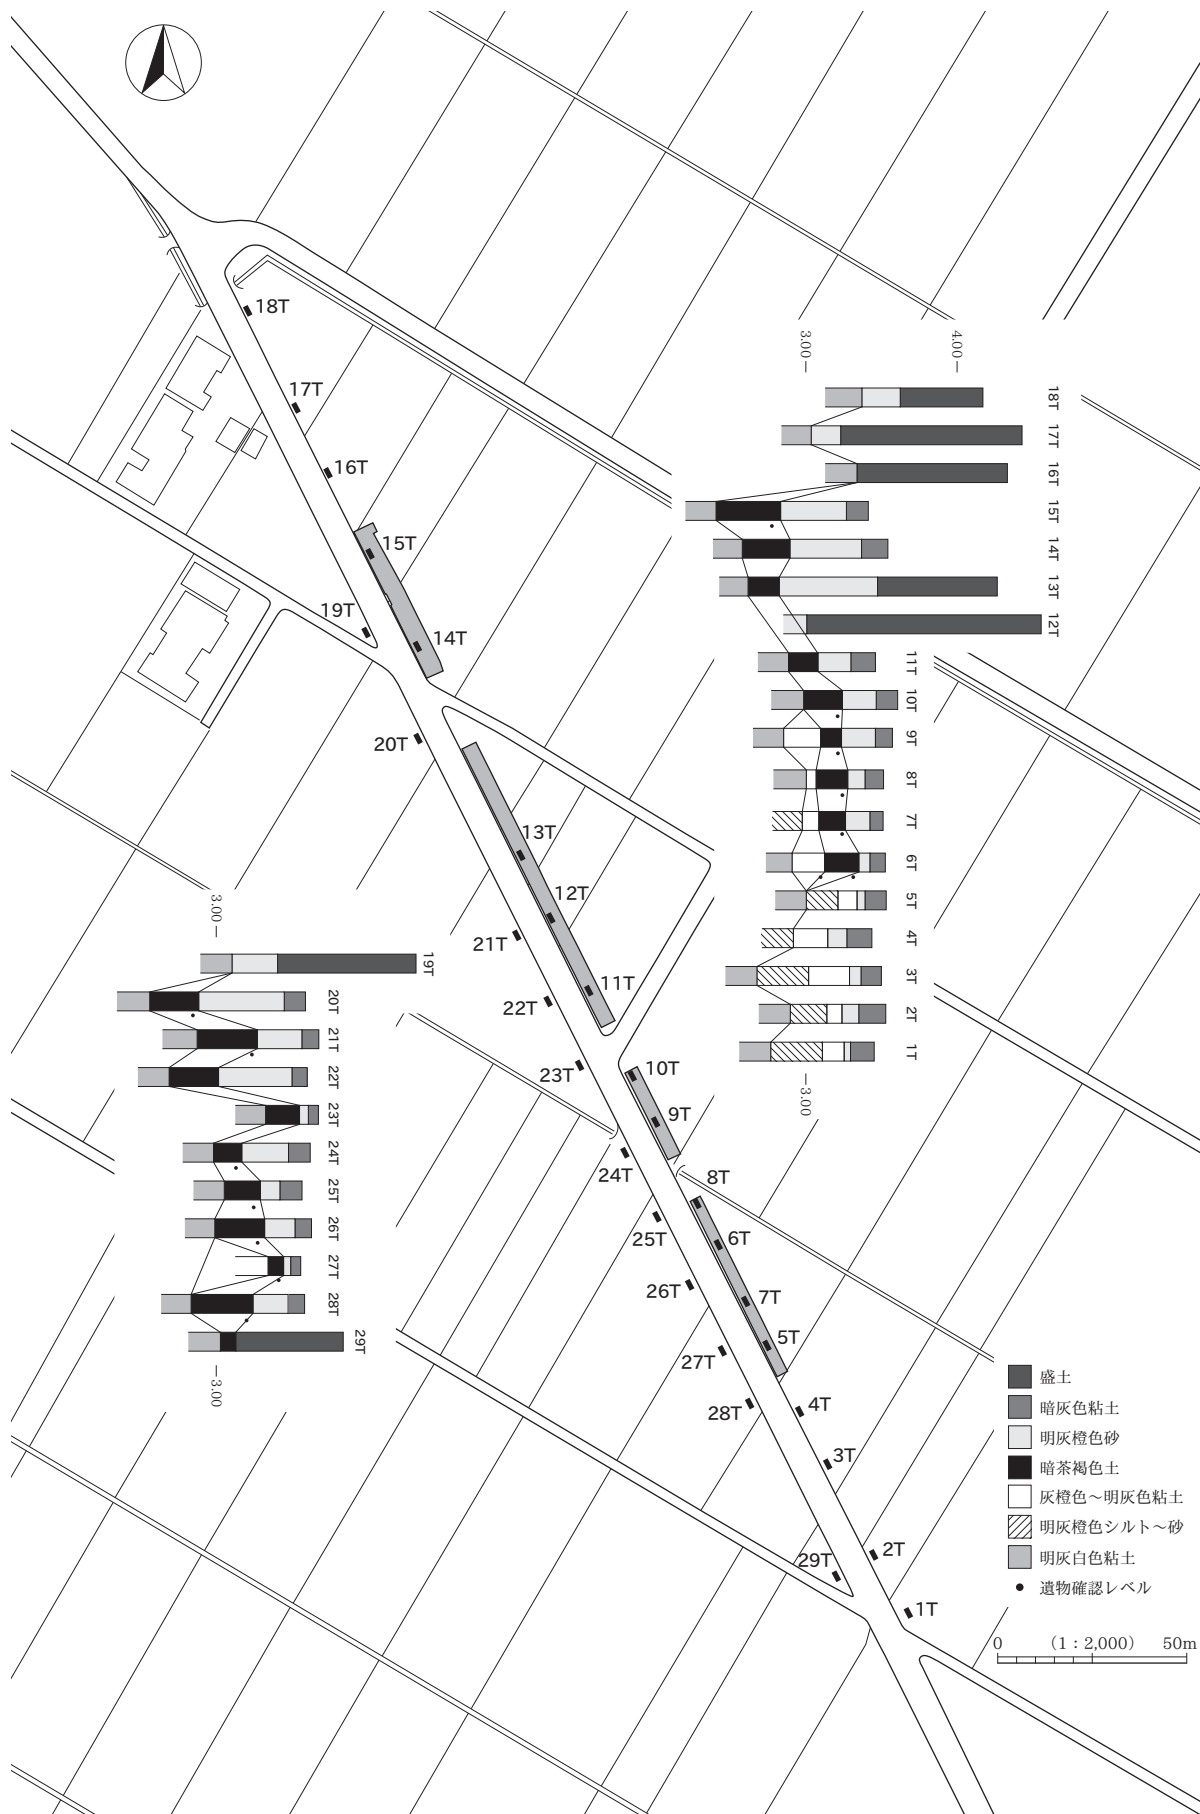 18T
17T
16T
15T
19T
14T
20T
13T
12T
21T
11T
22T
23T
10T
9T
24T
8T
25T
6T
26T
7T
27T
5T
28T
4T
3T
29T
2T
1T
3.00
4.00
18T
17T
16T
15T
14T
13T
12T
11T
10T
9T
8T
7T
6T
5T
4T
3T
2T
1T
3.00
3.00
19T
20T
21T
22T
23T
24T
25T
26T
27T
28T
29T
3.00
盛土
暗灰色粘土
明灰橙色砂
暗茶褐色土
灰橙色～明灰色粘土
明灰橙色シルト～砂
明灰白色粘土
遺物確認レベル
0 （1：2,000） 50m